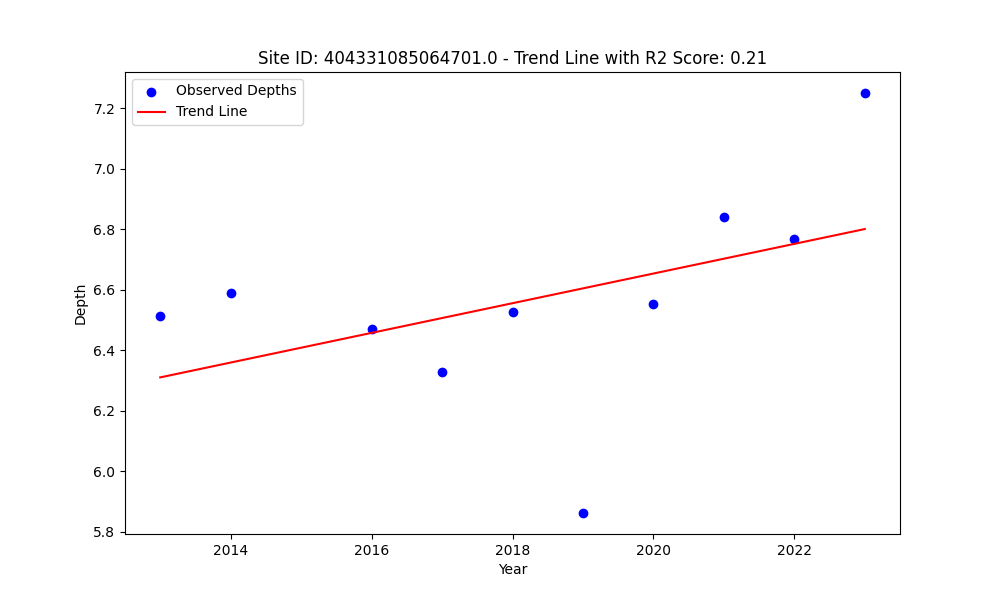 Site ID: 404331085064701.0 - Trend Line with R2 Score: 0.21
Observed Depths
Trend Line
7.2
7.0
6.8
6.6
6.4
6.2
6.0
5.8
Depth
2014
2016
2018
2020
2022
Year